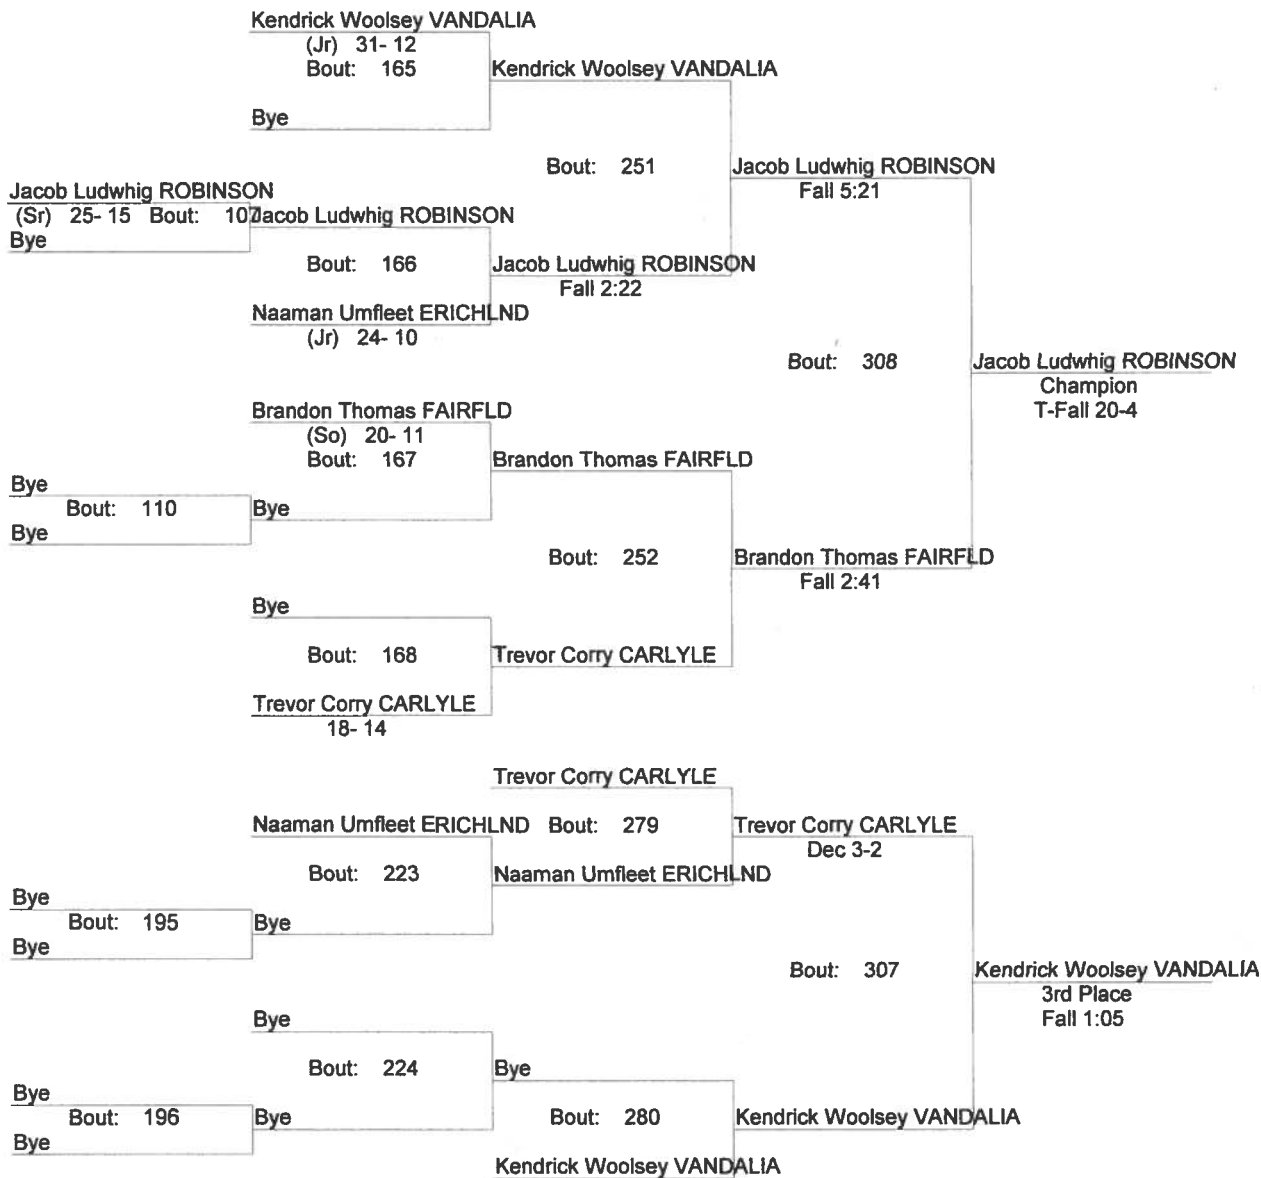 Kendrick Woolsey VANDALIA
(Jr) 31- 12
Bout: 165
Kendrick Woolsey VANDALIA
Bye
Bout: 251
Jacob Ludwhig ROBINSON
Fall 5:21
Jacob Ludwhig ROBINSON
(Sr) 25- 15 Bout: 107
Jacob Ludwhig ROBINSON
Bye
Bout: 166
Jacob Ludwhig ROBINSON
Fall 2:22
Naaman Umfleet ERICHLND
(Jr) 24- 10
Bout: 308
Jacob Ludwhig ROBINSON
Champion
T-Fall 20-4
Brandon Thomas FAIRFLD
(So) 20- 11
Bout: 167
Brandon Thomas FAIRFLD
Bye
Bout: 110
Bye
Bye
Bout: 252
Brandon Thomas FAIRFLD
Fall 2:41
Bye
Bout: 168
Trevor Corry CARLYLE
Trevor Corry CARLYLE
18- 14
Trevor Corry CARLYLE
Naaman Umfleet ERICHLND
Bout: 279
Trevor Corry CARLYLE
Dec 3-2
Bout: 223
Naaman Umfleet ERICHLND
Bye
Bout: 195
Bye
Bye
Bout: 307
Kendrick Woolsey VANDALIA
3rd Place
Fall 1:05
Bye
Bout: 224
Bye
Bye
Bout: 196
Bye
Bye
Bout: 280
Kendrick Woolsey VANDALIA
Kendrick Woolsey VANDALIA